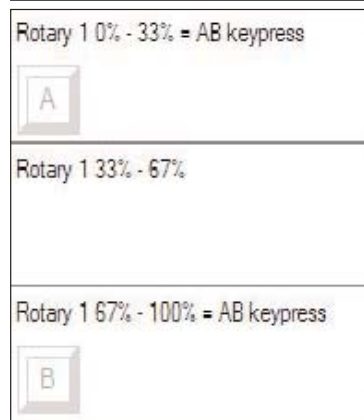 Rotary 1 0% - 33% = AB keypress
A
Rotary 1 33% - 67%
Rotary 1 67% - 100% = AB keypress
B